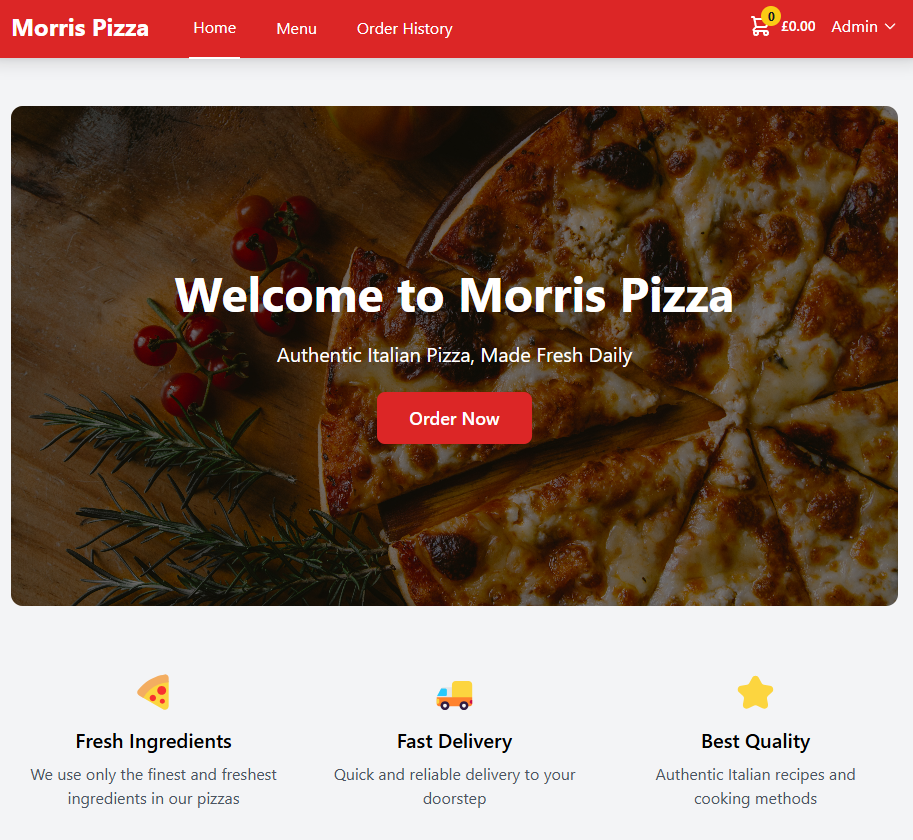 Morris Pizza
Home
Menu
Order History
0
£0.00
Admin
Welcome to Morris Pizza
Authentic Italian Pizza, Made Fresh Daily
Order Now
Fresh Ingredients
We use only the finest and freshest
ingredients in our pizzas
Fast Delivery
Quick and reliable delivery to your
doorstep
Best Quality
Authentic Italian recipes and
cooking methods